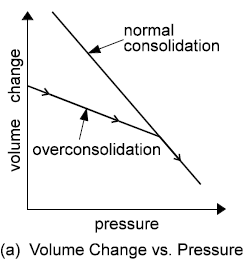 normal
consolidation
volume change
overconsolidation
pressure
(a) Volume Change vs. Pressure